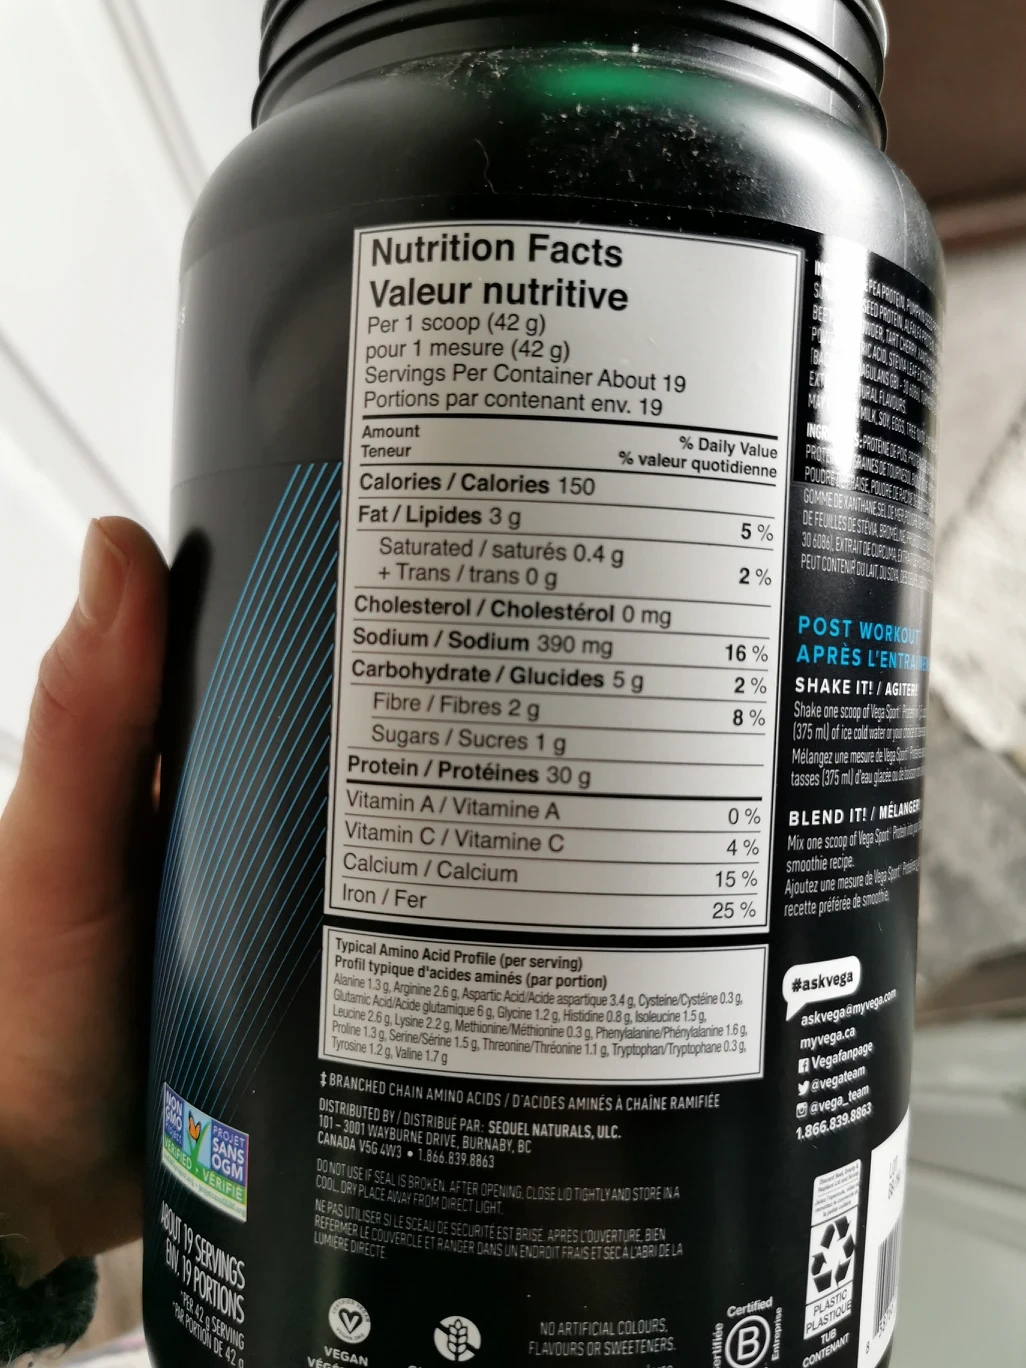 Nutrition Facts
Valeur nutritive
Per 1 scoop (42 g)
pour 1 mesure (42 g)
Servings Per Container About 19
Portions par contenant env. 19
Amount % Daily Value
Teneur % valeur quotidienne
Calories / Calories 150
Fat / Lipides 3 g 5 %
Saturated / saturés 0.4 g
+ Trans / trans 0 g 2 %
Cholesterol / Cholestérol 0 mg
Sodium / Sodium 390 mg 16 %
Carbohydrate / Glucides 5 g 2 %
Fibre / Fibres 2 g 8 %
Sugars / Sucres 1 g
Protein / Protéines 30 g
Vitamin A / Vitamine A 0 %
Vitamin C / Vitamine C 4 %
Calcium / Calcium 15 %
Iron / Fer 25 %
Typical Amino Acid Profile (per serving)
Profil typique d'acides aminés (par portion)
Alanine 1.3 g, Arginine 2.6 g, Aspartic Acid/Acide aspartique 3.4 g, Cysteine/Cystéine 0.3 g,
Glutamic Acid/Acide glutamique 6 g, Glycine 1.2 g, Histidine 0.8 g, Isoleucine 1.5 g,
Leucine 2.6 g, Lysine 2.2 g, Methionine/Méthionine 0.3 g, Phenylalanine/Phénylalanine 1.6 g,
Proline 1.3 g, Serine/Sérine 1.5 g, Threonine/Thréonine 1.1 g, Tryptophan/Tryptophane 0.3 g,
Tyrosine 1.2 g, Valine 1.7 g
‡ BRANCHED CHAIN AMINO ACIDS / D'ACIDES AMINÉS À CHAÎNE RAMIFIÉE
DISTRIBUTED BY / DISTRIBUÉ PAR: SEQUEL NATURALS, ULC.
101 - 3001 WAYBURNE DRIVE, BURNABY, BC
CANADA V5G 4W3 • 1.866.839.8863
DO NOT USE IF SEAL IS BROKEN. AFTER OPENING, CLOSE LID TIGHTLY AND STORE IN A
COOL, DRY PLACE AWAY FROM DIRECT LIGHT.
NE PAS UTILISER SI LE SCEAU DE SÉCURITÉ EST BRISÉ. APRÈS L'OUVERTURE, BIEN
REFERMER LE COUVERCLE ET RANGER DANS UN ENDROIT FRAIS ET SEC À L'ABRI DE LA
LUMIÈRE DIRECTE.
VEGAN
NO ARTIFICIAL COLOURS,
FLAVOURS OR SWEETENERS.
Certified
B
Entreprise
NON
GMO
PROJECT
VERIFIED
PROJET
SANS
OGM
VÉRIFIÉ
ABOUT 19 SERVINGS
ENV. 19 PORTIONS
*PER 42 g SERVING
*PAR PORTION DE 42 g
PEA PROTEIN,
TART CHERRY
MILK, SOY, EGGS, TREE
POST WORKOUT
APRÈS
SHAKE IT! / AGITER!
Shake one scoop of Vega Sport
(375 ml) of ice cold water or your
Mélangez une mesure de Vega Sport
tasses (375 ml) d'eau glacée ou de
BLEND IT! / MÉLANGER!
Mix one scoop of Vega Sport Protein
smoothie recipe.
Ajoutez une mesure de Vega Sport
recette préférée de smoothie.
#askvega
askvega@myvega.com
myvega.ca
Vegafanpage
@vegateam
@vega_team
1.866.839.8863
PLASTIC
PLASTIQUE
TUB
CONTENANT